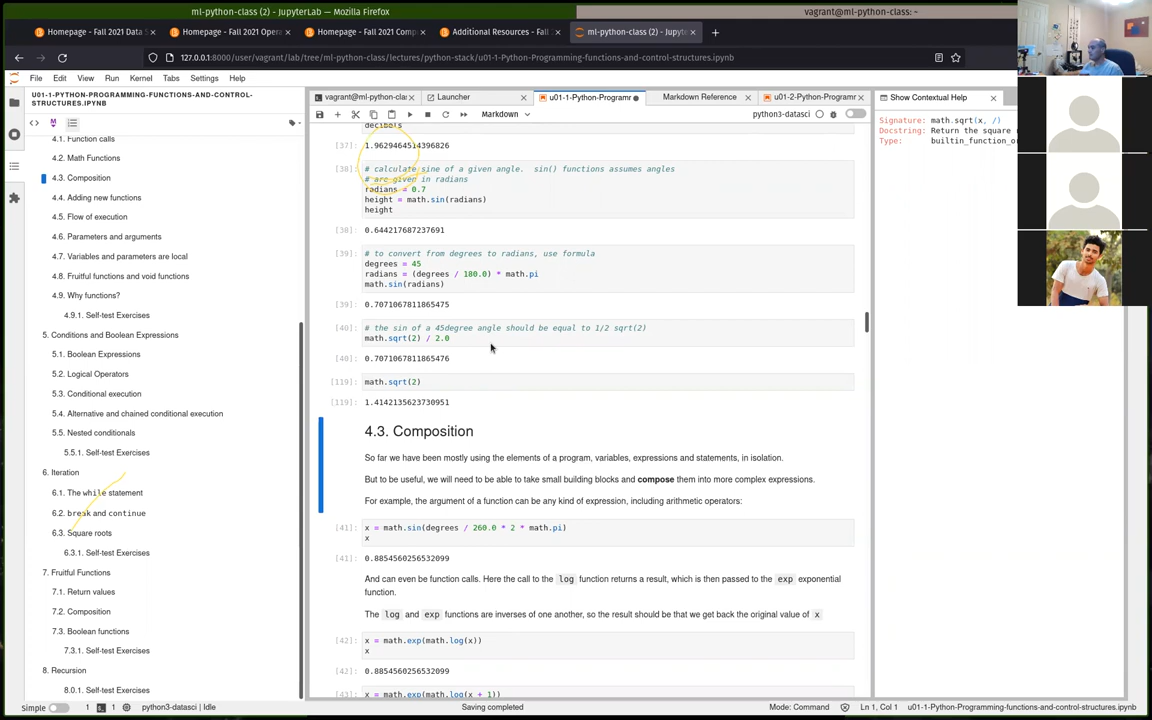 ml-python-class (2) - JupyterLab — Mozilla Firefox
vagrant@ml-python-class: ~
Homepage - Fall 2021 Data S
Homepage - Fall 2021 Opera
Homepage - Fall 2021 Comp
Additional Resources - Fall
ml-python-class (2) - Jupyte
127.0.0.1:8000/user/vagrant/lab/tree/ml-python-class/lectures/python-stack/u01-1-Python-Programming-functions-and-control-structures.ipynb
File Edit View Run Kernel Tabs Settings Help
U01-1-PYTHON-PROGRAMMING-FUNCTIONS-AND-CONTROL-
STRUCTURES.IPYNB
4.1. Function calls
4.2. Math Functions
4.3. Composition
4.4. Adding new functions
4.5. Flow of execution
4.6. Parameters and arguments
4.7. Variables and parameters are local
4.8. Fruitful functions and void functions
4.9. Why functions?
4.9.1. Self-test Exercises
5. Conditions and Boolean Expressions
5.1. Boolean Expressions
5.2. Logical Operators
5.3. Conditional execution
5.4. Alternative and chained conditional execution
5.5. Nested conditionals
5.5.1. Self-test Exercises
6. Iteration
6.1. The while statement
6.2. break and continue
6.3. Square roots
6.3.1. Self-test Exercises
7. Fruitful Functions
7.1. Return values
7.2. Composition
7.3. Boolean functions
7.3.1. Self-test Exercises
8. Recursion
8.0.1. Self-test Exercises
vagrant@ml-python-cla:
Launcher
u01-1-Python-Programr
Markdown Reference
u01-2-Python-Programm
Markdown
python3-datasci
decibels
[37]: 1.9629464514396826
[38]: # calculate sine of a given angle.  sin() functions assumes angles
# are given in radians
radians = 0.7
height = math.sin(radians)
height
[38]: 0.644217687237691
[39]: # to convert from degrees to radians, use formula
degrees = 45
radians = (degrees / 180.0) * math.pi
math.sin(radians)
[39]: 0.7071067811865475
[40]: # the sin of a 45degree angle should be equal to 1/2 sqrt(2)
math.sqrt(2) / 2.0
[40]: 0.7071067811865476
[119]: math.sqrt(2)
[119]: 1.4142135623730951
4.3. Composition
So far we have been mostly using the elements of a program, variables, expressions and statements, in isolation.
But to be useful, we will need to be able to take small building blocks and compose them into more complex expressions.
For example, the argument of a function can be any kind of expression, including arithmetic operators:
[41]: x = math.sin(degrees / 260.0 * 2 * math.pi)
x
[41]: 0.8854560256532099
And can even be function calls. Here the call to the log function returns a result, which is then passed to the exp exponential
function.
The log and exp functions are inverses of one another, so the result should be that we get back the original value of x
[42]: x = math.exp(math.log(x))
x
[42]: 0.8854560256532099
[43]: x = math.exp(math.log(x + 1))
Show Contextual Help
Signature: math.sqrt(x, /)
Docstring: Return the square
Type: builtin_function_o
Simple
1
1
python3-datasci | Idle
Saving completed
Mode: Command
Ln 1, Col 1
u01-1-Python-Programming-functions-and-control-structures.ipynb